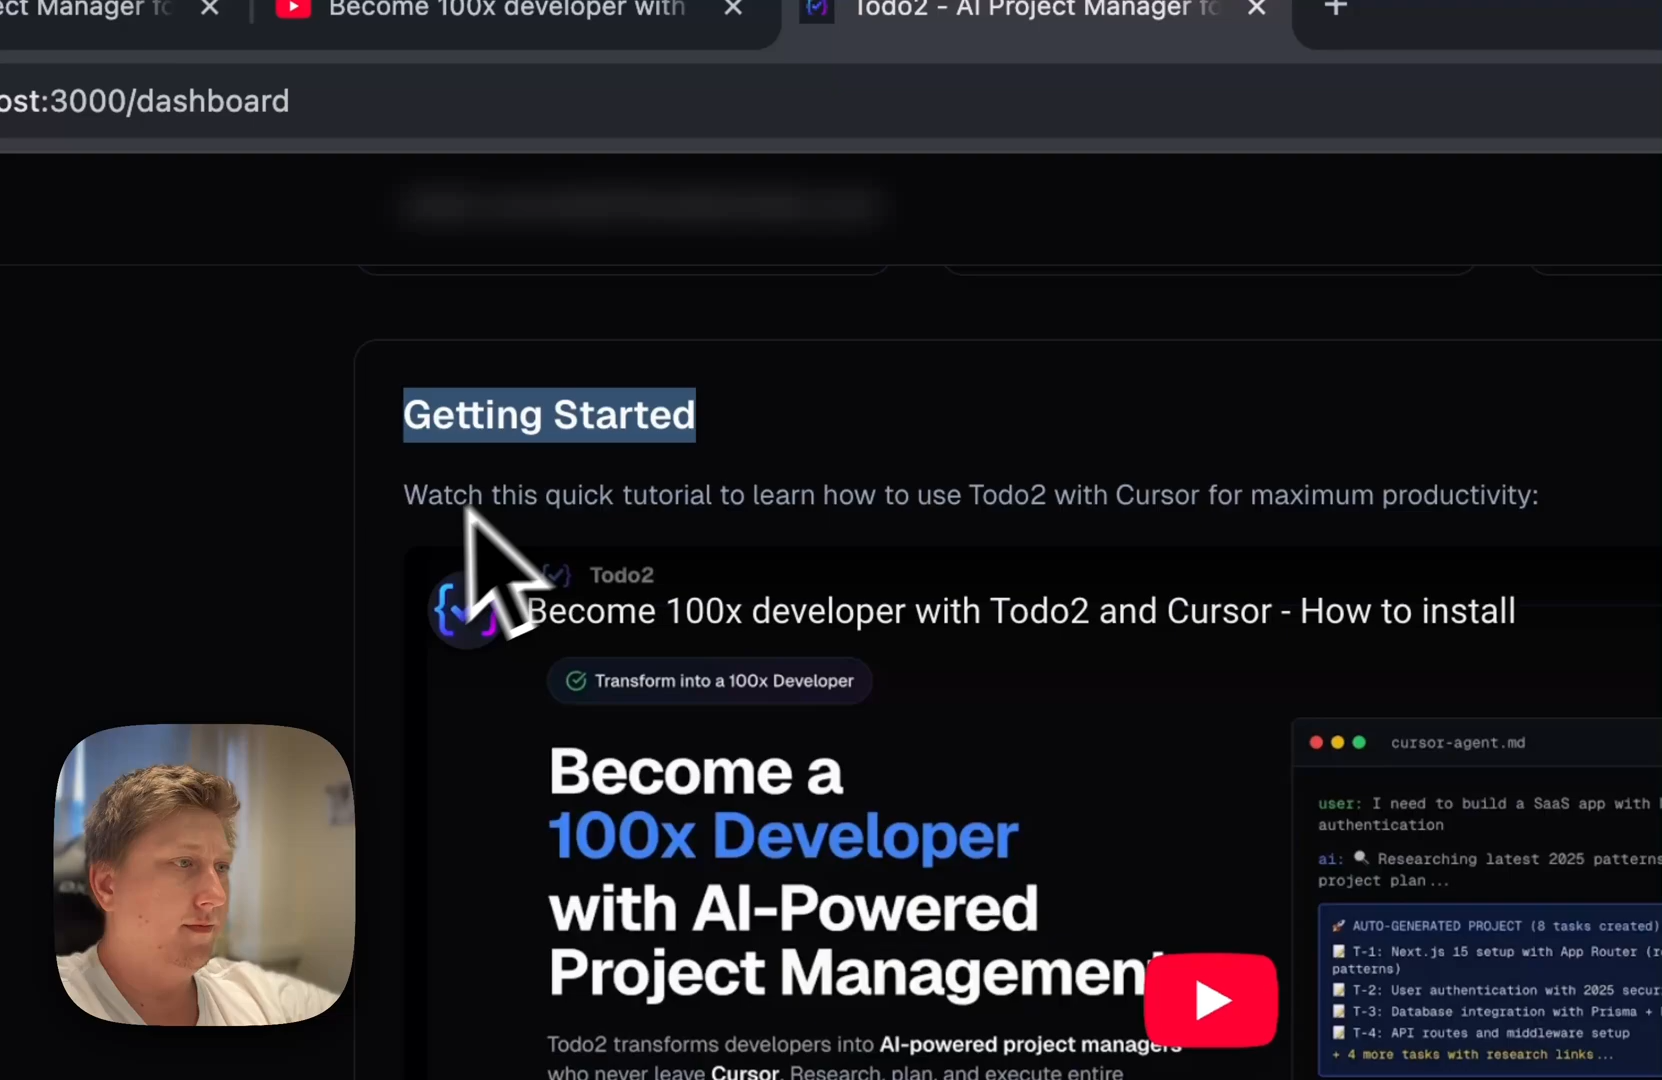 ect Manager fo
Become 100x developer with
Todo2 - AI Project Manager fo
ost:3000/dashboard
Getting Started
Watch this quick tutorial to learn how to use Todo2 with Cursor for maximum productivity:
Todo2
Become 100x developer with Todo2 and Cursor - How to install
Transform into a 100x Developer
Become a
100x Developer
with AI-Powered
Project Management
Todo2 transforms developers into AI-powered project managers
who never leave Cursor. Research, plan, and execute entire
cursor-agent.md
user: I need to build a SaaS app with
authentication
ai: 🔍 Researching latest 2025 patterns
project plan...
🚀 AUTO-GENERATED PROJECT (8 tasks created)
📝 T-1: Next.js 15 setup with App Router (r
patterns)
📝 T-2: User authentication with 2025 secur
📝 T-3: Database integration with Prisma +
📝 T-4: API routes and middleware setup
+ 4 more tasks with research links...